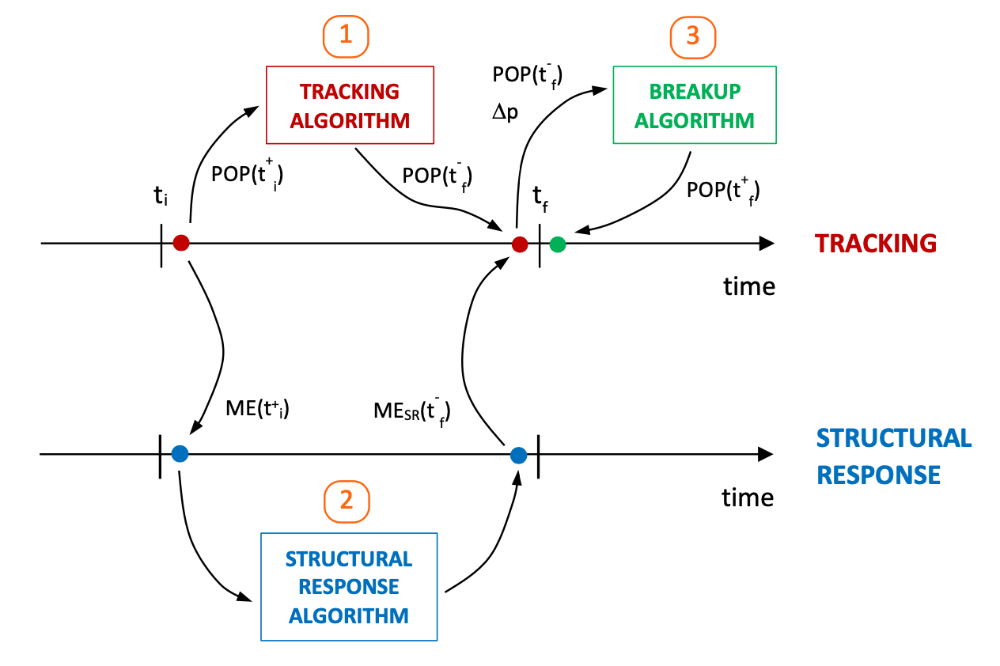 1
3
TRACKING
ALGORITHM
POP(t⁻f)
Δp
BREAKUP
ALGORITHM
POP(t⁺i)
POP(t⁻f)
POP(t⁺f)
ti
tf
TRACKING
time
ME(t⁺i)
MESR(t⁻f)
STRUCTURAL
RESPONSE
time
2
STRUCTURAL
RESPONSE
ALGORITHM